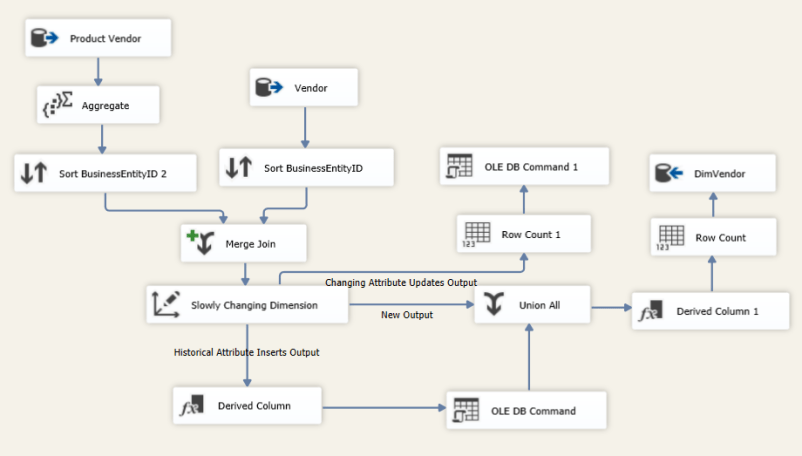 Product Vendor
Aggregate
Vendor
Sort BusinessEntityID 2
Sort BusinessEntityID
Merge Join
OLE DB Command 1
DimVendor
Row Count 1
123
Row Count
123
Changing Attribute Updates Output
Slowly Changing Dimension
New Output
Union All
Derived Column 1
Historical Attribute Inserts Output
Derived Column
OLE DB Command